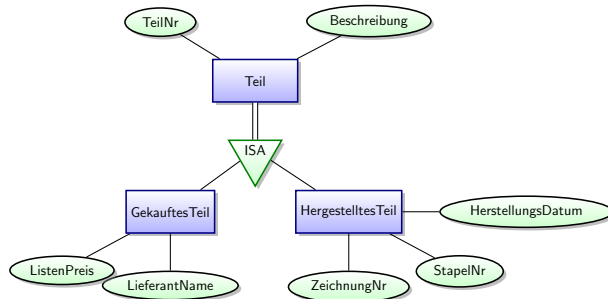 TeilNr
Beschreibung
Teil
ISA
GekauftesTeil
HergestelltesTeil
HerstellungsDatum
ListenPreis
LieferantName
ZeichnungNr
StapelNr